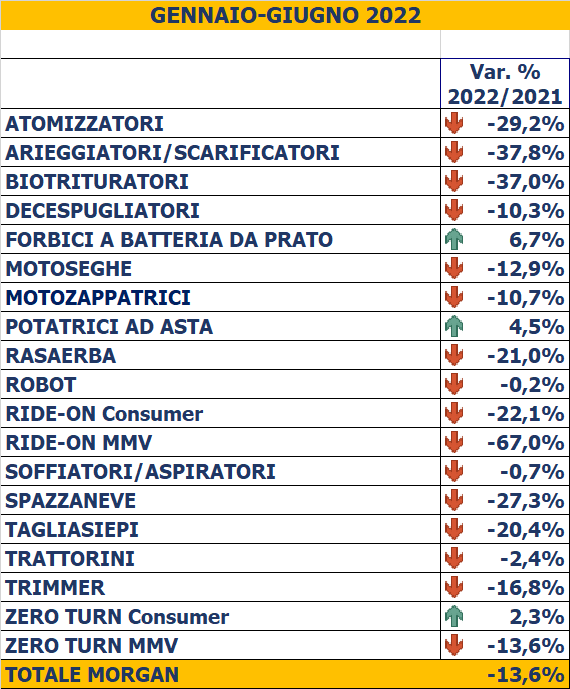 GENNAIO-GIUGNO 2022
Var. %
2022/2021
ATOMIZZATORI -29,2%
ARIEGGIATORI/SCARIFICATORI -37,8%
BIOTRITURATORI -37,0%
DECESPUGLIATORI -10,3%
FORBICI A BATTERIA DA PRATO 6,7%
MOTOSEGHE -12,9%
MOTOZAPPATRICI -10,7%
POTATRICI AD ASTA 4,5%
RASAERBA -21,0%
ROBOT -0,2%
RIDE-ON Consumer -22,1%
RIDE-ON MMV -67,0%
SOFFIATORI/ASPIRATORI -0,7%
SPAZZANEVE -27,3%
TAGLIASIEPI -20,4%
TRATTORINI -2,4%
TRIMMER -16,8%
ZERO TURN Consumer 2,3%
ZERO TURN MMV -13,6%
TOTALE MORGAN -13,6%